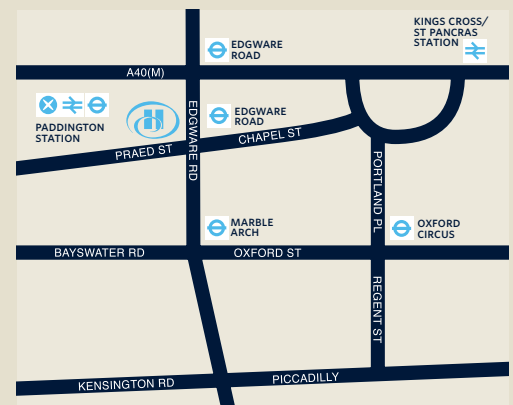 KINGS CROSS/
ST PANCRAS
STATION
EDGWARE
ROAD
A40(M)
PADDINGTON
STATION
H
EDGWARE
ROAD
EDGWARE RD
PRAED ST
CHAPEL ST
PORTLAND PL
MARBLE
ARCH
OXFORD
CIRCUS
BAYSWATER RD
OXFORD ST
REGENT ST
KENSINGTON RD
PICCADILLY